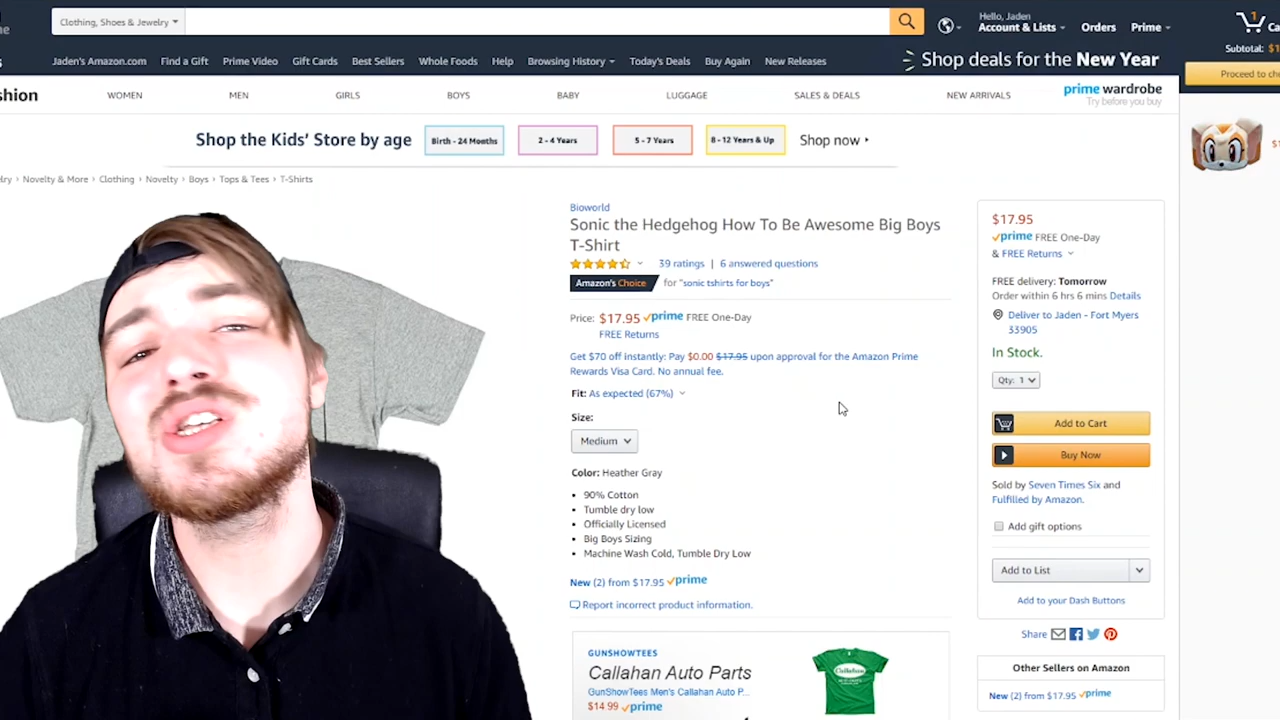 Clothing, Shoes & Jewelry
Hello, Jaden
Account & Lists
Orders
Prime
1
Subtotal:
Jaden's Amazon.com
Find a Gift
Prime Video
Gift Cards
Best Sellers
Whole Foods
Help
Browsing History
Today's Deals
Buy Again
New Releases
Shop deals for the New Year
Proceed to
WOMEN
MEN
GIRLS
BOYS
BABY
LUGGAGE
SALES & DEALS
NEW ARRIVALS
prime wardrobe
Try before you buy
Shop the Kids' Store by age
Birth - 24 Months
2 - 4 Years
5 - 7 Years
8 - 12 Years & Up
Shop now
› Novelty & More › Clothing › Novelty › Boys › Tops & Tees › T-Shirts
Bioworld
Sonic the Hedgehog How To Be Awesome Big Boys
T-Shirt
39 ratings | 6 answered questions
Amazon's Choice for "sonic tshirts for boys"
Price: $17.95 prime FREE One-Day
FREE Returns
Get $70 off instantly: Pay $0.00 $17.95 upon approval for the Amazon Prime
Rewards Visa Card. No annual fee.
Fit: As expected (67%)
Size:
Medium
Color: Heather Gray
• 90% Cotton
• Tumble dry low
• Officially Licensed
• Big Boys Sizing
• Machine Wash Cold, Tumble Dry Low
New (2) from $17.95 prime
Report incorrect product information.
GUNSHOWTEES
Callahan Auto Parts
GunShowTees Men's Callahan Auto P...
$14.99 prime
Callahan
$17.95
prime FREE One-Day
& FREE Returns
FREE delivery: Tomorrow
Order within 6 hrs 6 mins Details
Deliver to Jaden - Fort Myers
33905
In Stock.
Qty: 1
Add to Cart
Buy Now
Sold by Seven Times Six and
Fulfilled by Amazon.
Add gift options
Add to List
Add to your Dash Buttons
Share
Other Sellers on Amazon
New (2) from $17.95 prime